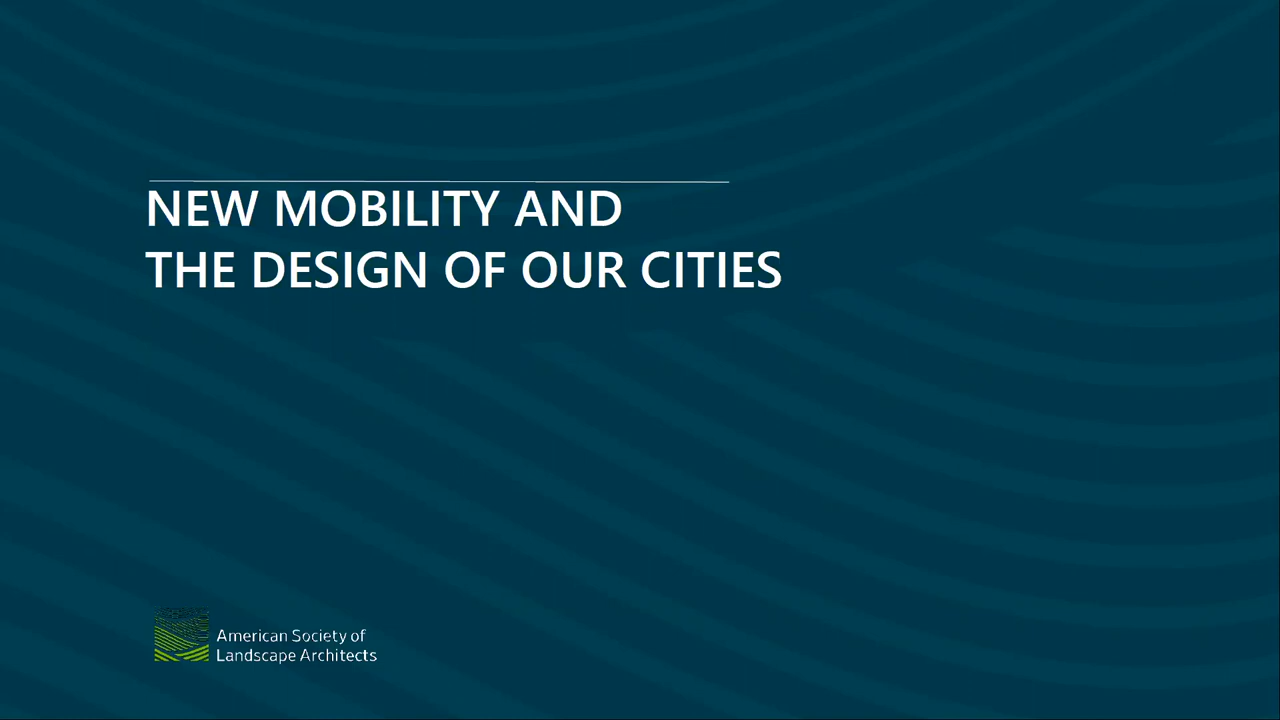 NEW MOBILITY AND
THE DESIGN OF OUR CITIES
American Society of
Landscape Architects